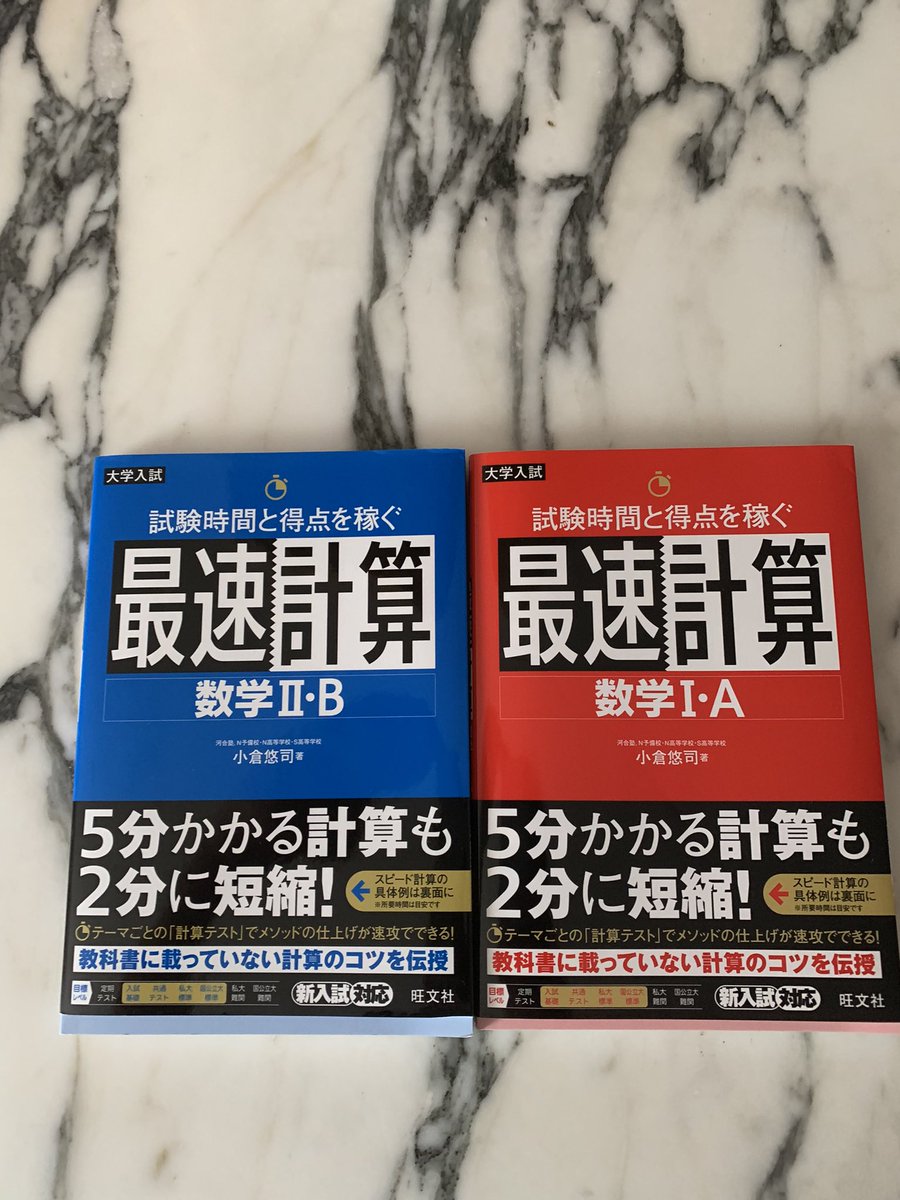 大学入試
試験時間と得点を稼ぐ
最速計算
数学Ⅱ・B
河合塾, N予備校・N高等学校・S高等学校
小倉悠司 著
5分かかる計算も
2分に短縮!
スピード計算の
具体例は裏面に
※所要時間は目安です
テーマごとの「計算テスト」でメソッドの仕上げが速攻でできる!
教科書に載っていない計算のコツを伝授
目標レベル 定期テスト 入試基礎 共通テスト 私大標準 国公立大標準 私大難関 国公立大難関
新入試対応
旺文社
大学入試
試験時間と得点を稼ぐ
最速計算
数学Ⅰ・A
河合塾, N予備校・N高等学校・S高等学校
小倉悠司 著
5分かかる計算も
2分に短縮!
スピード計算の
具体例は裏面に
※所要時間は目安です
テーマごとの「計算テスト」でメソッドの仕上げが速攻でできる!
教科書に載っていない計算のコツを伝授
目標レベル 定期テスト 入試基礎 共通テスト 私大標準 国公立大標準 私大難関 国公立大難関
新入試対応
旺文社